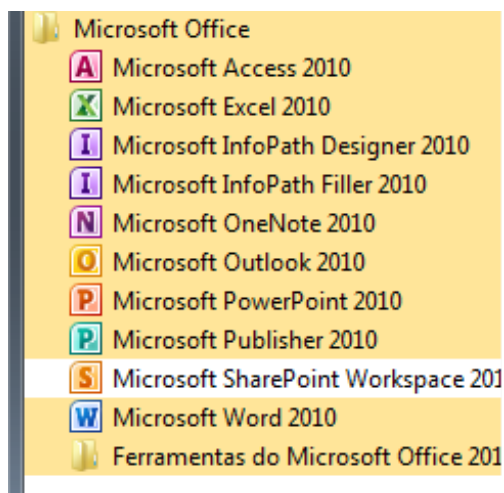 Microsoft Office
A Microsoft Access 2010
X Microsoft Excel 2010
I Microsoft InfoPath Designer 2010
I Microsoft InfoPath Filler 2010
N Microsoft OneNote 2010
O Microsoft Outlook 2010
P Microsoft PowerPoint 2010
P Microsoft Publisher 2010
S Microsoft SharePoint Workspace 201
W Microsoft Word 2010
Ferramentas do Microsoft Office 201